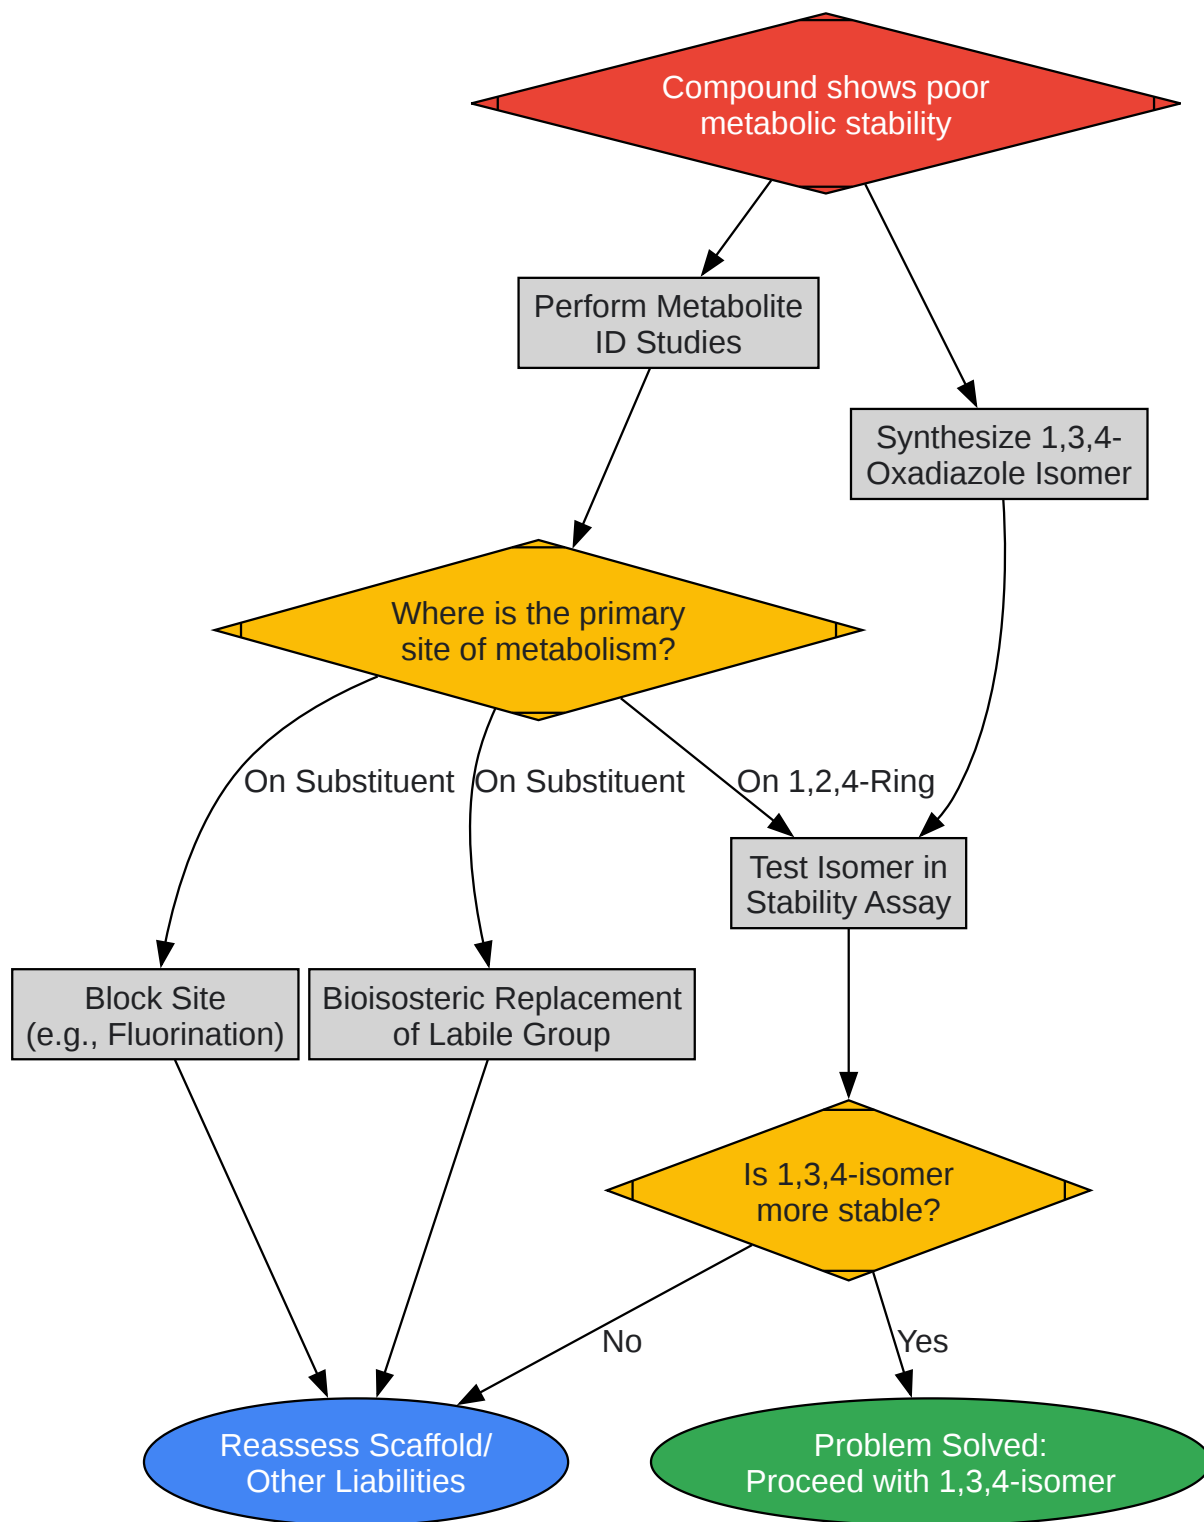 Compound shows poor
metabolic stability
Perform Metabolite
ID Studies
Synthesize 1,3,4-
Oxadiazole Isomer
Where is the primary
site of metabolism?
On Substituent
On Substituent
On 1,2,4-Ring
Test Isomer in
Stability Assay
Block Site
(e.g., Fluorination)
Bioisosteric Replacement
of Labile Group
Is 1,3,4-isomer
more stable?
No
Yes
Reassess Scaffold/
Other Liabilities
Problem Solved:
Proceed with 1,3,4-isomer